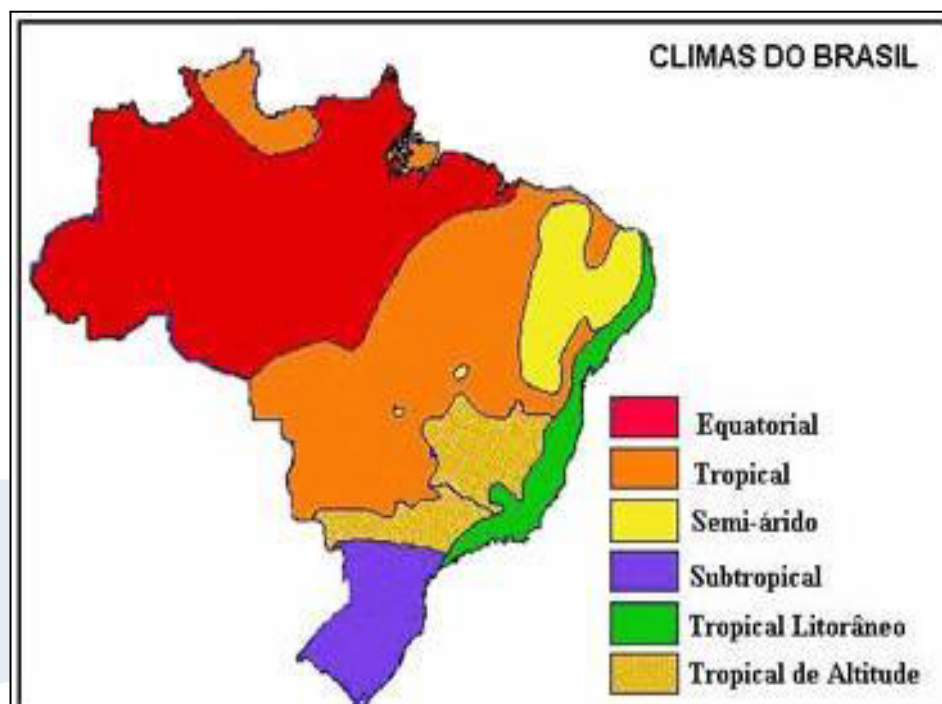 CLIMAS DO BRASIL
Equatorial
Tropical
Semi-árido
Subtropical
Tropical Litorâneo
Tropical de Altitude